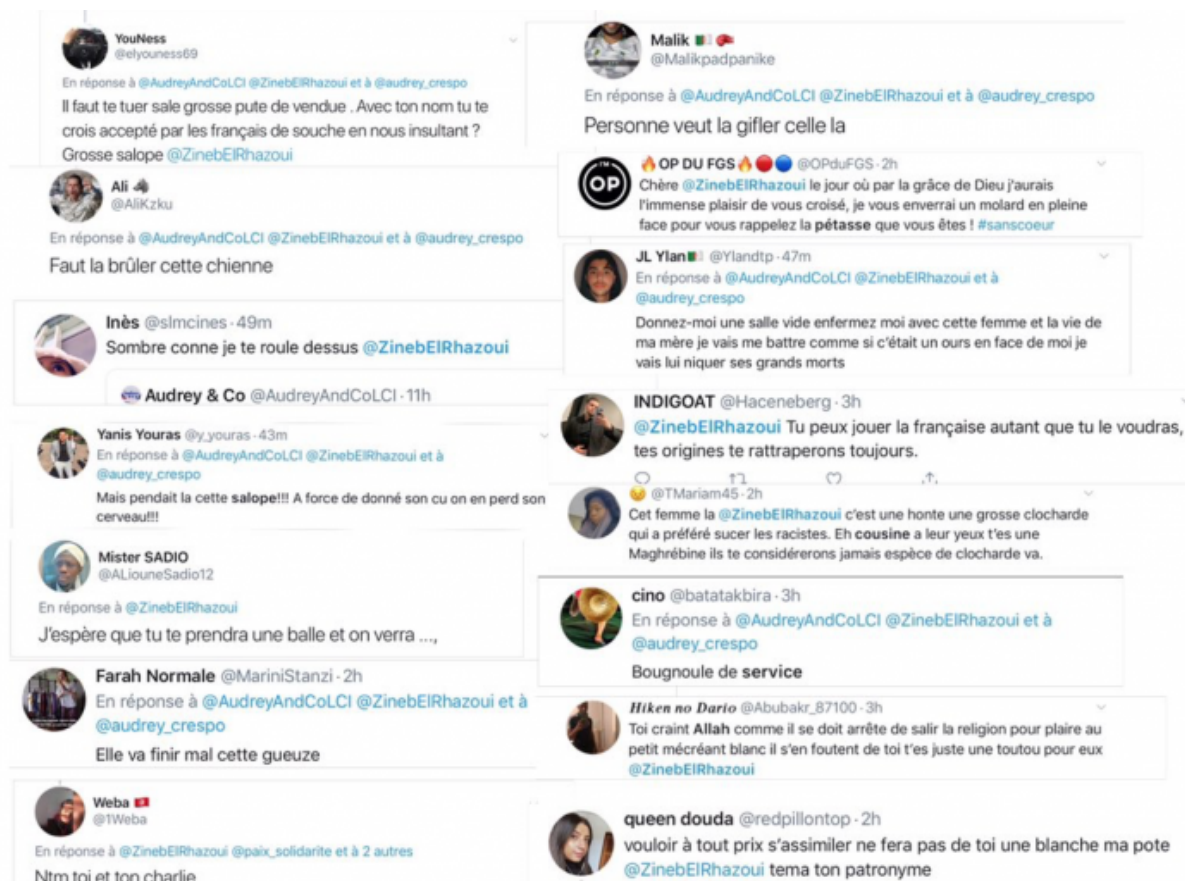 YouNess
@elyouness69
En réponse à @AudreyAndCoLCI @ZinebElRhazoui et à @audrey_crespo
Il faut te tuer sale grosse pute de vendue . Avec ton nom tu te
crois accepté par les français de souche en nous insultant ?
Grosse salope @ZinebElRhazoui
Ali
@AliKzku
En réponse à @AudreyAndCoLCI @ZinebElRhazoui et à @audrey_crespo
Faut la brûler cette chienne
Inès @slmcines · 49m
Sombre conne je te roule dessus @ZinebElRhazoui
Audrey & Co @AudreyAndCoLCI · 11h
Yanis Youras @y_youras · 43m
En réponse à @AudreyAndCoLCI @ZinebElRhazoui et à
@audrey_crespo
Mais pendait la cette salope!!! A force de donné son cu on en perd son
cerveau!!!
Mister SADIO
@ALiouneSadio12
En réponse à @ZinebElRhazoui
J'espère que tu te prendra une balle et on verra ...,
Farah Normale @MariniStanzi · 2h
En réponse à @AudreyAndCoLCI @ZinebElRhazoui et à
@audrey_crespo
Elle va finir mal cette gueuze
Weba
@1Weba
En réponse à @ZinebElRhazoui @paix_solidarite et à 2 autres
Ntm toi et ton charlie
Malik
@Malikpadpanike
En réponse à @AudreyAndCoLCI @ZinebElRhazoui et à @audrey_crespo
Personne veut la gifler celle la
OP
OP DU FGS @OPduFGS · 2h
Chère @ZinebElRhazoui le jour où par la grâce de Dieu j'aurais
l'immense plaisir de vous croisé, je vous enverrai un molard en pleine
face pour vous rappelez la pétasse que vous êtes ! #sanscoeur
JL Ylan @Ylandtp · 47m
En réponse à @AudreyAndCoLCI @ZinebElRhazoui et à
@audrey_crespo
Donnez-moi une salle vide enfermez moi avec cette femme et la vie de
ma mère je vais me battre comme si c'était un ours en face de moi je
vais lui niquer ses grands morts
INDIGOAT @Haceneberg · 3h
@ZinebElRhazoui Tu peux jouer la française autant que tu le voudras,
tes origines te rattraperons toujours.
@TMariam45 · 2h
Cet femme la @ZinebElRhazoui c'est une honte une grosse clocharde
qui a préféré sucer les racistes. Eh cousine a leur yeux t'es une
Maghrébine ils te considérerons jamais espèce de clocharde va.
cino @batatakbira · 3h
En réponse à @AudreyAndCoLCI @ZinebElRhazoui et à
@audrey_crespo
Bougnoule de service
Hiken no Dario @Abubakr_87100 · 3h
Toi craint Allah comme il se doit arrête de salir la religion pour plaire au
petit mécréant blanc il s'en foutent de toi t'es juste une toutou pour eux
@ZinebElRhazoui
queen douda @redpillontop · 2h
vouloir à tout prix s'assimiler ne fera pas de toi une blanche ma pote
@ZinebElRhazoui tema ton patronyme